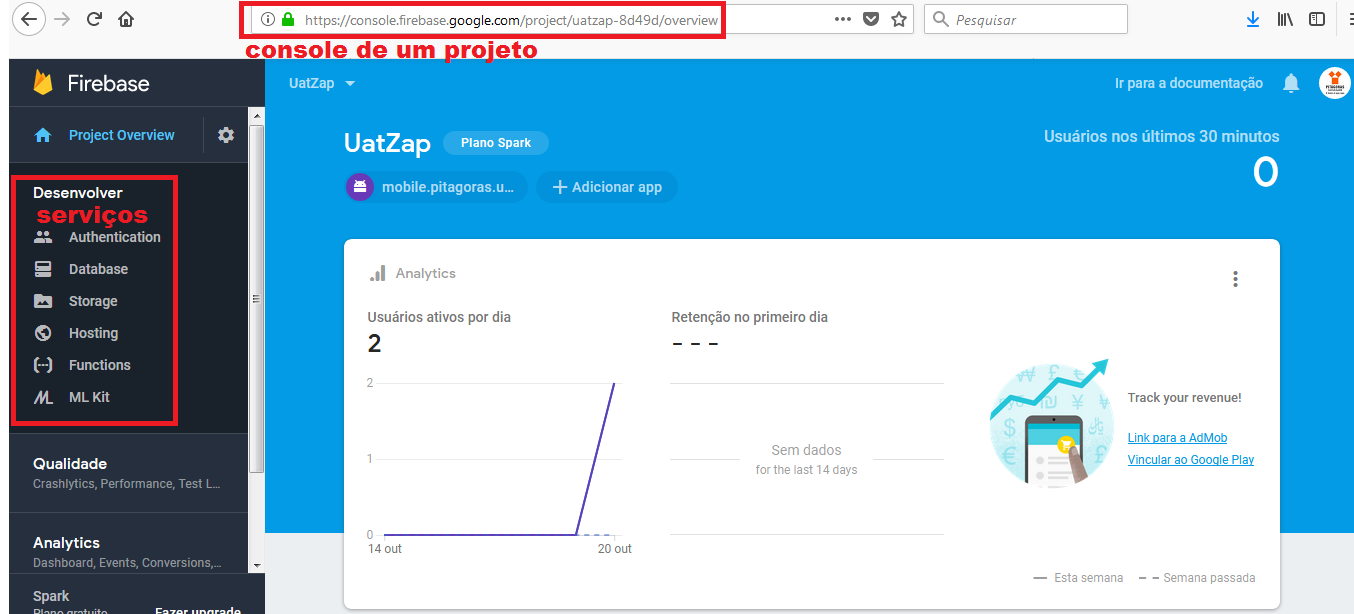 https://console.firebase.google.com/project/uatzap-8d49d/overview
Pesquisar
console de um projeto
Firebase
UatZap
Ir para a documentação
Project Overview
UatZap
Plano Spark
Usuários nos últimos 30 minutos
0
mobile.pitagoras.u...
Adicionar app
Desenvolver
serviços
Authentication
Database
Storage
Hosting
Functions
ML Kit
Qualidade
Crashlytics, Performance, Test L...
Analytics
Dashboard, Events, Conversions,...
Spark
Plano gratuito
Fazer upgrade
Analytics
Usuários ativos por dia
2
2
1
0
14 out
20 out
Retenção no primeiro dia
- - -
Sem dados
for the last 14 days
Track your revenue!
Link para a AdMob
Vincular ao Google Play
Esta semana
Semana passada